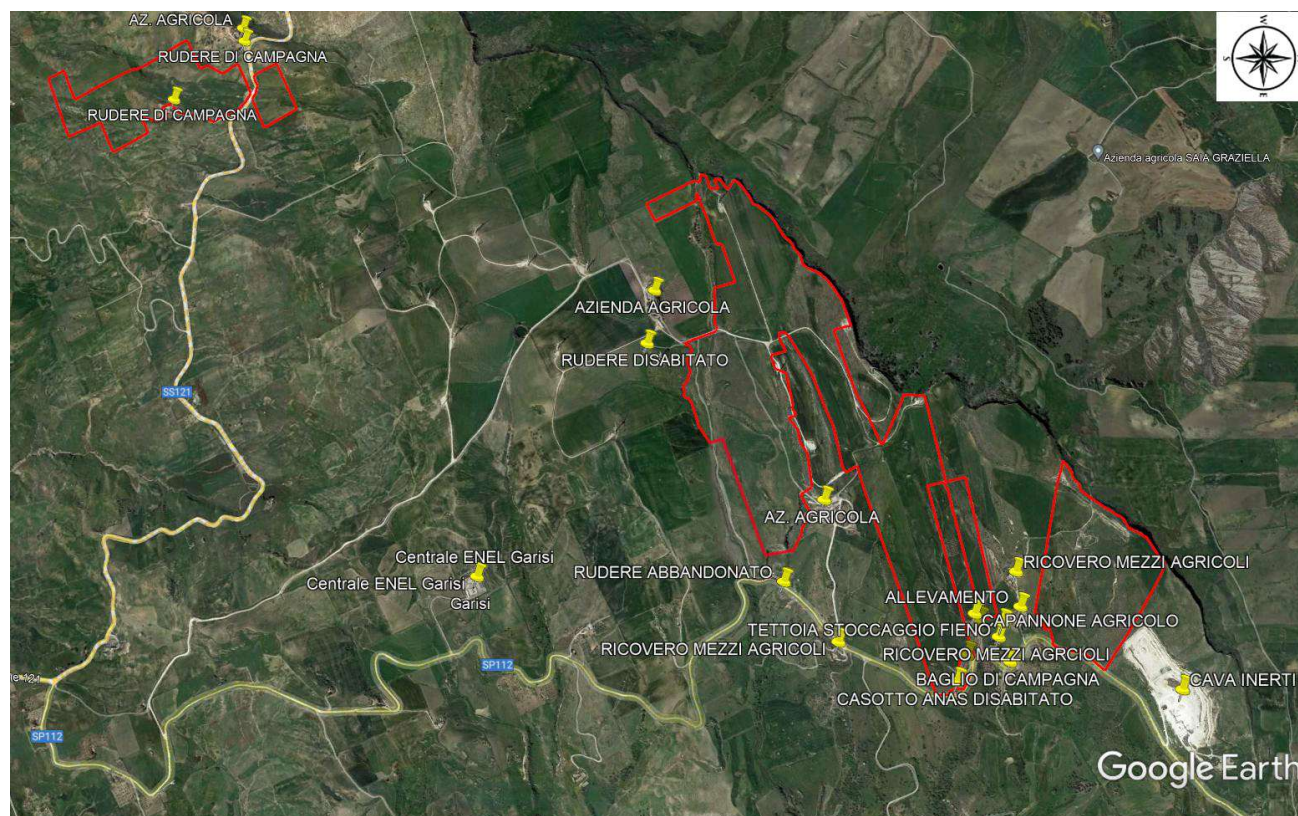 AZ. AGRICOLA
W
S
N
E
RUDERE DI CAMPAGNA
RUDERE DI CAMPAGNA
Azienda agricola SAIA GRAZIELLA
AZIENDA AGRICOLA
RUDERE DISABITATO
SS121
AZ. AGRICOLA
Centrale ENEL Garisi
RICOVERO MEZZI AGRICOLI
RUDERE ABBANDONATO
Centrale ENEL Garisi
Garisi
ALLEVAMENTO
CAPANNONE AGRICOLO
TETTOIA STOCCAGGIO FIENO
RICOVERO MEZZI AGRICOLI
RICOVERO MEZZI AGRCIOLI
SP112
BAGLIO DI CAMPAGNA
CAVA INERTI
CASOTTO ANAS DISABITATO
SP112
Google Earth